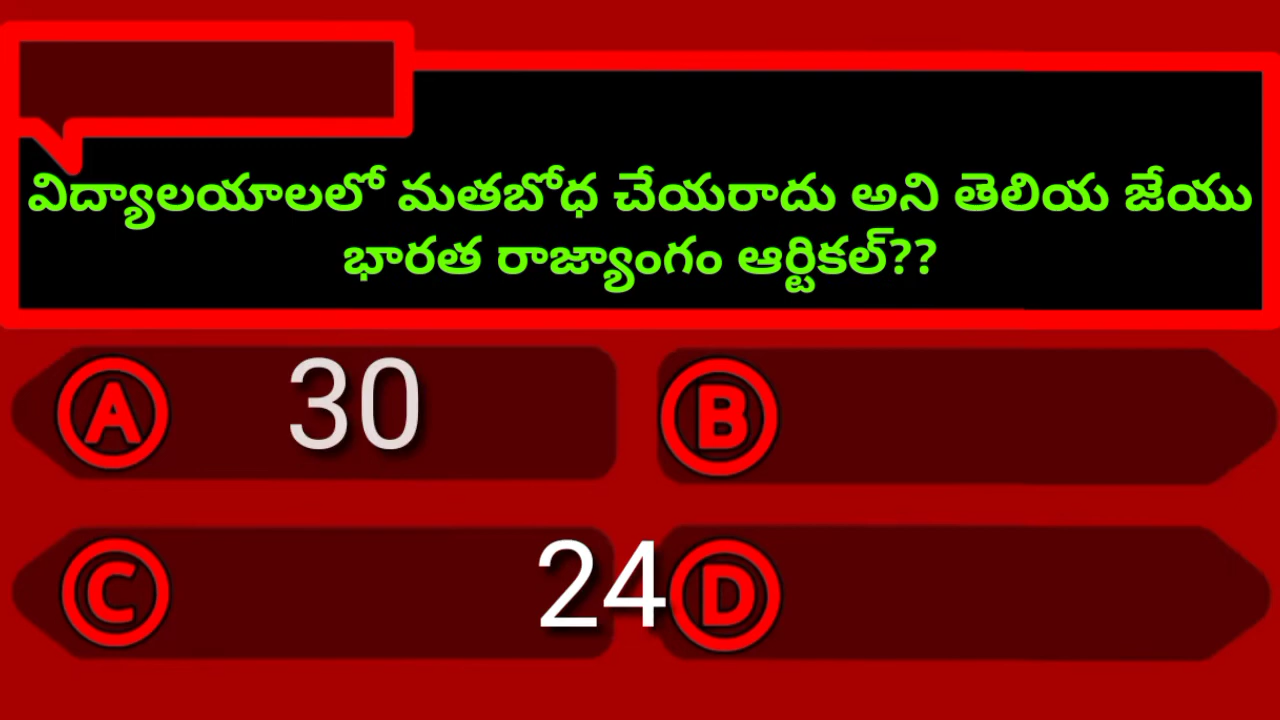 విద్యాలయాలలో మతబోధ చేయరాదు అని తెలియ జేయు
భారత రాజ్యాంగం ఆర్టికల్??
A 30
B
C 24
D